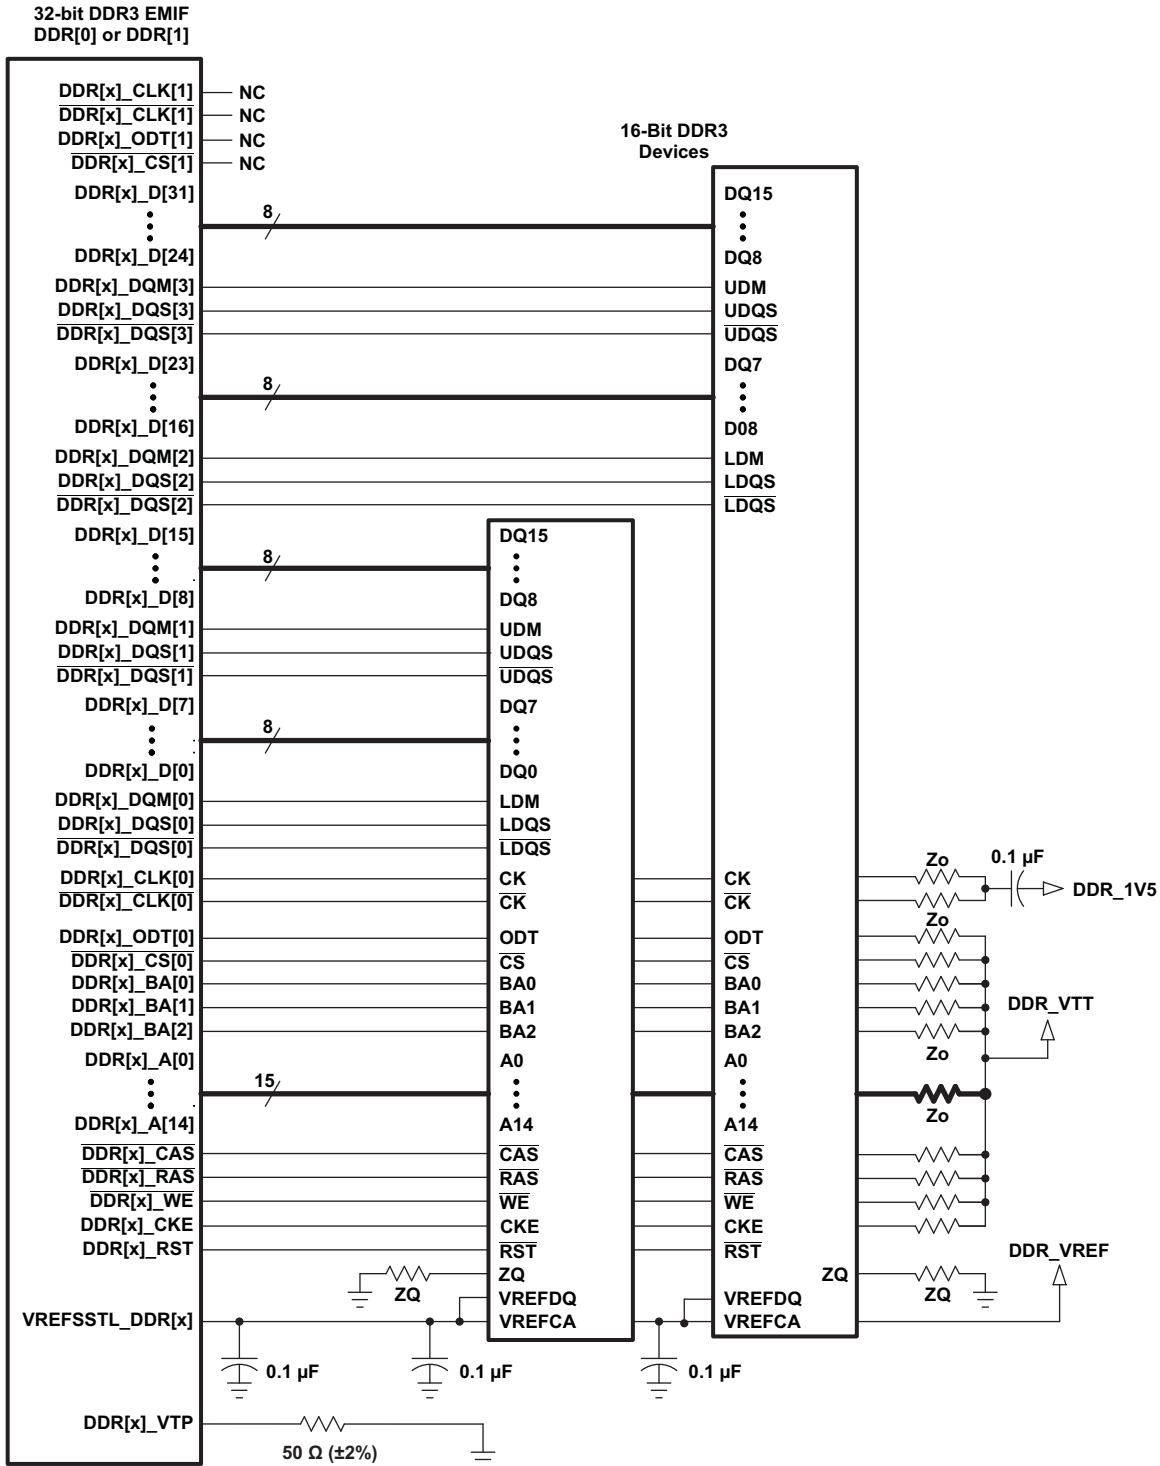 32-bit DDR3 EMIF
DDR[0] or DDR[1]
DDR[x]_CLK[1] NC
DDR[x]_CLK[1] NC
DDR[x]_ODT[1] NC
DDR[x]_CS[1] NC
16-Bit DDR3
Devices
DDR[x]_D[31] 8 DQ15
DDR[x]_D[24] DQ8
DDR[x]_DQM[3] UDM
DDR[x]_DQS[3] UDQS
DDR[x]_DQS[3] UDQS
DDR[x]_D[23] 8 DQ7
DDR[x]_D[16] D08
DDR[x]_DQM[2] LDM
DDR[x]_DQS[2] LDQS
DDR[x]_DQS[2] LDQS
DDR[x]_D[15] 8 DQ15
DDR[x]_D[8] DQ8
DDR[x]_DQM[1] UDM
DDR[x]_DQS[1] UDQS
DDR[x]_DQS[1] UDQS
DDR[x]_D[7] 8 DQ7
DDR[x]_D[0] DQ0
DDR[x]_DQM[0] LDM
DDR[x]_DQS[0] LDQS
DDR[x]_DQS[0] LDQS
Zo 0.1 µF
DDR[x]_CLK[0] CK CK DDR_1V5
DDR[x]_CLK[0] CK CK
Zo
DDR[x]_ODT[0] ODT ODT
DDR[x]_CS[0] CS CS
DDR[x]_BA[0] BA0 BA0
DDR[x]_BA[1] BA1 BA1 DDR_VTT
DDR[x]_BA[2] BA2 BA2
Zo
DDR[x]_A[0] A0 A0
15
Zo
DDR[x]_A[14] A14 A14
DDR[x]_CAS CAS CAS
DDR[x]_RAS RAS RAS
DDR[x]_WE WE WE
DDR[x]_CKE CKE CKE
DDR[x]_RST RST RST DDR_VREF
ZQ ZQ
ZQ ZQ
VREFDQ VREFDQ
VREFSSTL_DDR[x] VREFCA VREFCA
0.1 µF 0.1 µF 0.1 µF
DDR[x]_VTP
50 Ω (±2%)